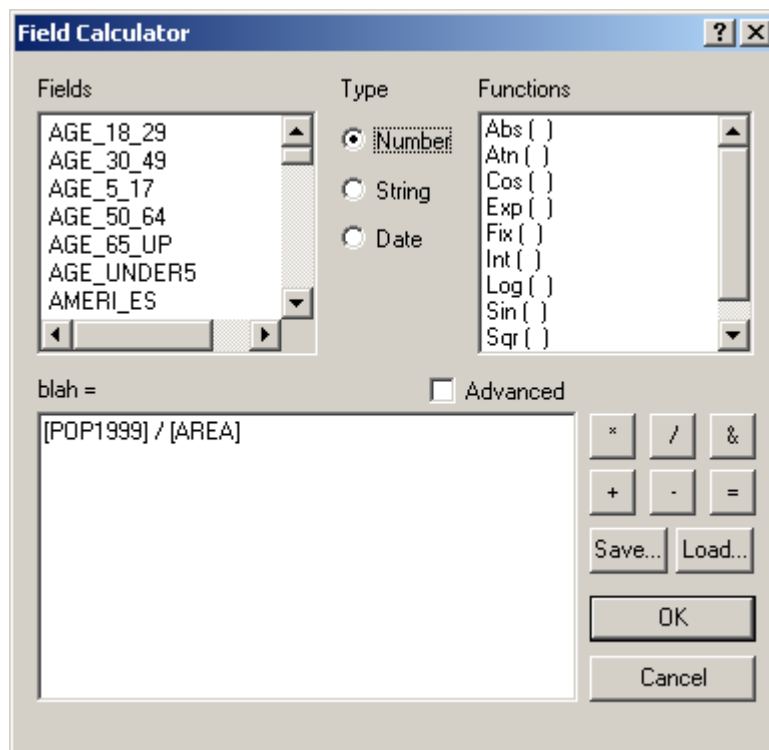 Field Calculator
Fields
Type
Functions
AGE_18_29
AGE_30_49
AGE_5_17
AGE_50_64
AGE_65_UP
AGE_UNDER5
AMERI_ES
Number
String
Date
Abs ( )
Atn ( )
Cos ( )
Exp ( )
Fix ( )
Int ( )
Log ( )
Sin ( )
Sqr ( )
blah =
Advanced
[POP1999] / [AREA]
* / &
+ - =
Save... Load...
OK
Cancel